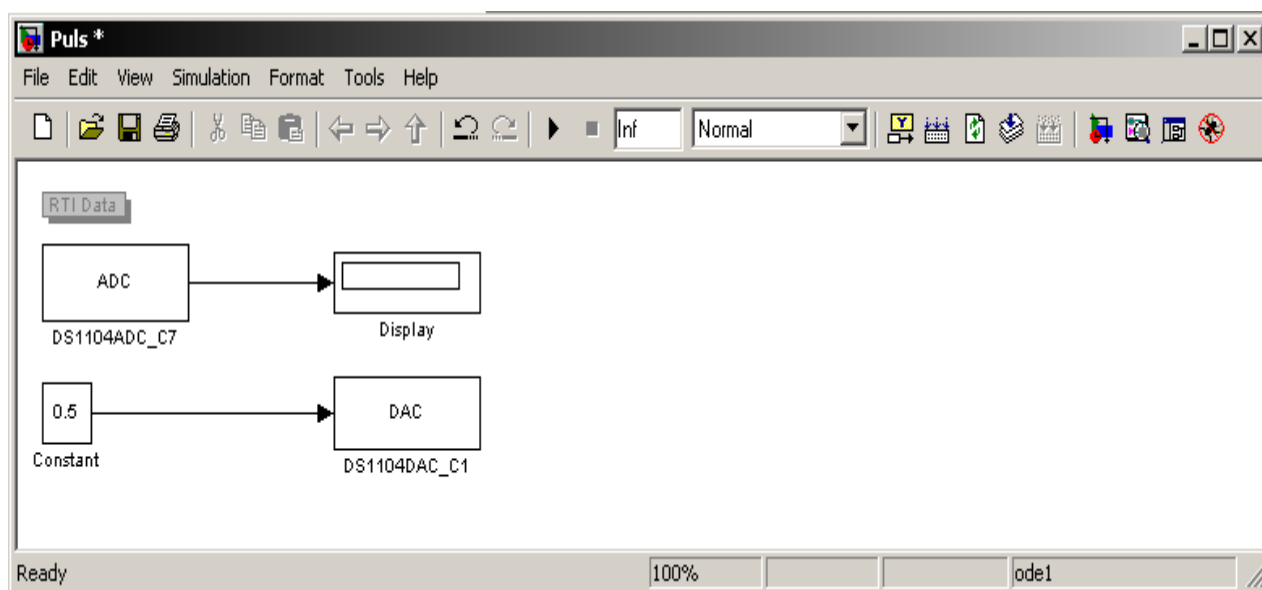 Puls *
File Edit View Simulation Format Tools Help
Inf Normal
RTI Data
ADC
DS1104ADC_C7
Display
0.5
Constant
DAC
DS1104DAC_C1
Ready 100% ode1